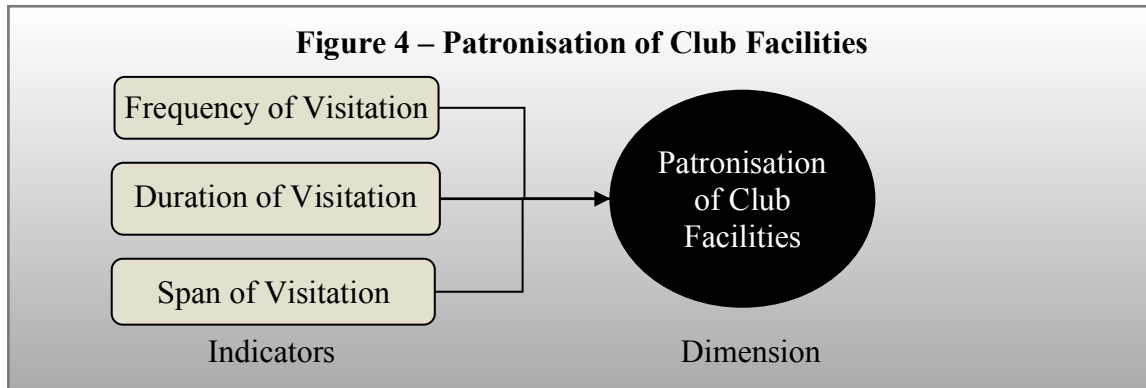 Figure 4 – Patronisation of Club Facilities
Frequency of Visitation
Duration of Visitation
Span of Visitation
Patronisation
of Club
Facilities
Indicators
Dimension